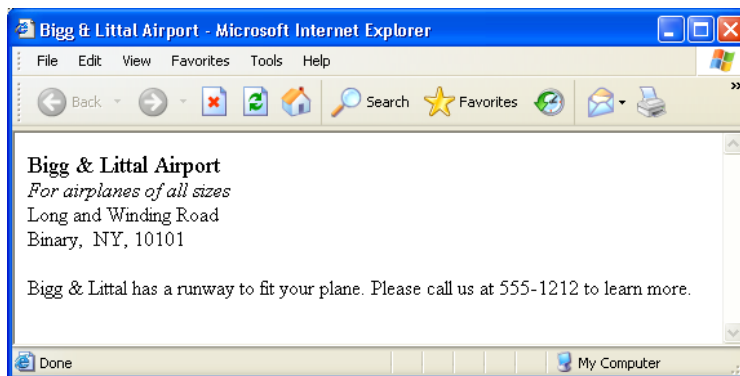 Bigg & Littal Airport - Microsoft Internet Explorer
File Edit View Favorites Tools Help
Back Search Favorites »
Bigg & Littal Airport
For airplanes of all sizes
Long and Winding Road
Binary, NY, 10101
Bigg & Littal has a runway to fit your plane. Please call us at 555-1212 to learn more.
Done My Computer